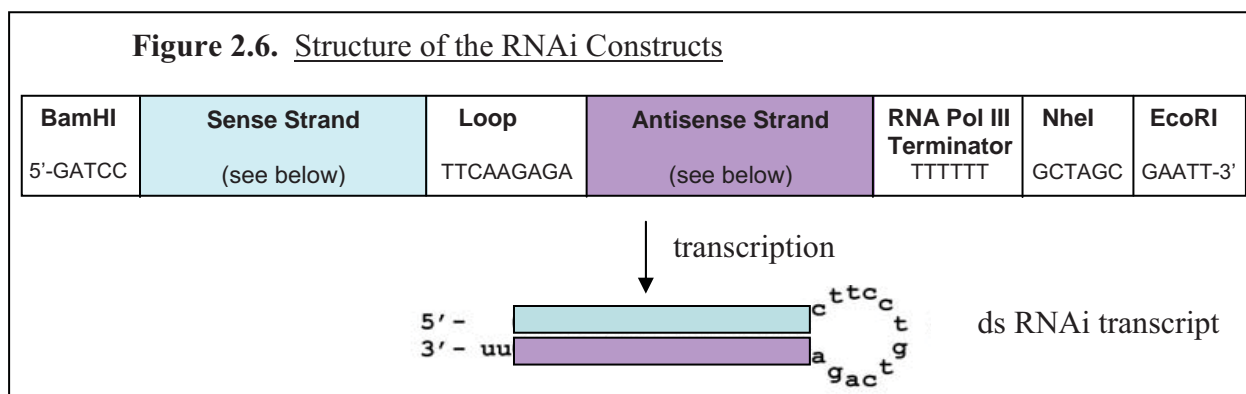 Figure 2.6. Structure of the RNAi Constructs
BamHI Sense Strand Loop Antisense Strand RNA Pol III Terminator NheI EcoRI
5'-GATCC (see below) TTCAAGAGA (see below) TTTTTT GCTAGC GAATT-3'
transcription
5'- cttcctgtcaga
3'- uu
ds RNAi transcript